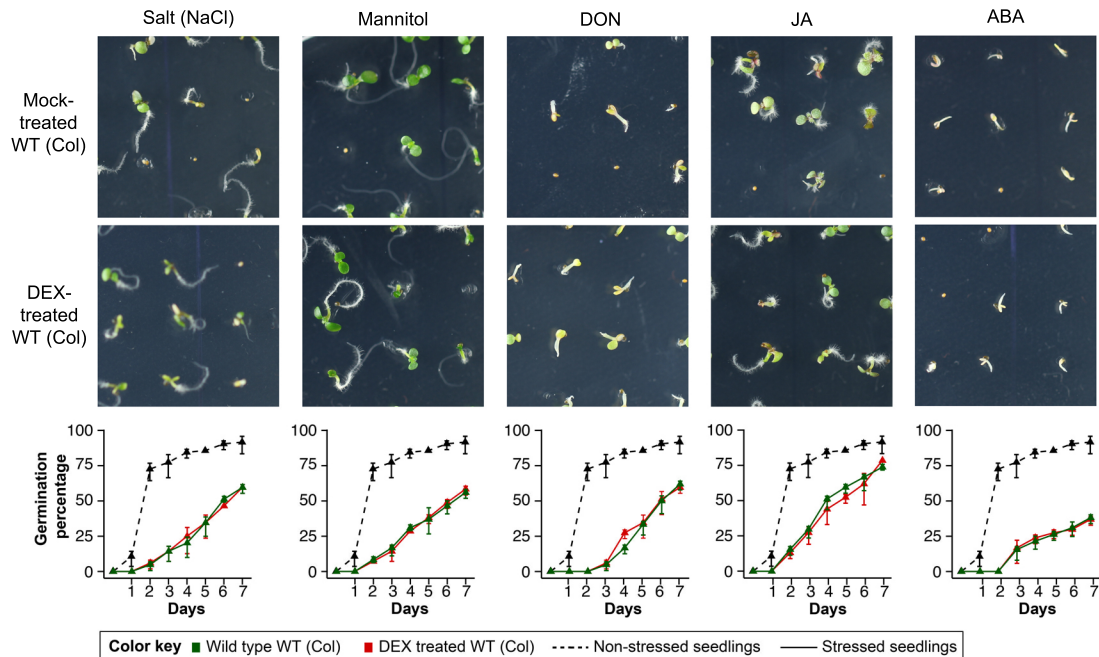 Salt (NaCl) Mannitol DON JA ABA
Mock-
treated
WT (Col)
DEX-
treated
WT (Col)
Germination
percentage
100 100 100 100 100
75 75 75 75 75
50 50 50 50 50
25 25 25 25 25
0 0 0 0 0
1 2 3 4 5 6 7 1 2 3 4 5 6 7 1 2 3 4 5 6 7 1 2 3 4 5 6 7 1 2 3 4 5 6 7
Days Days Days Days Days
Color key Wild type WT (Col) DEX treated WT (Col) Non-stressed seedlings Stressed seedlings